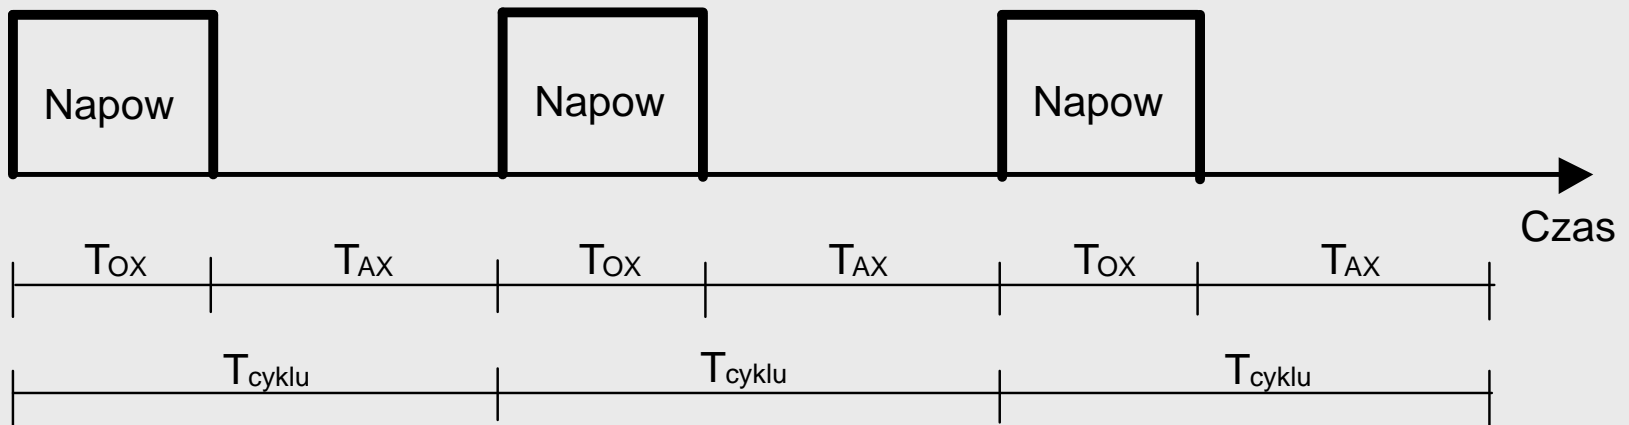 Napow Napow Napow
Czas
TOX TAX TOX TAX TOX TAX
Tcyklu Tcyklu Tcyklu